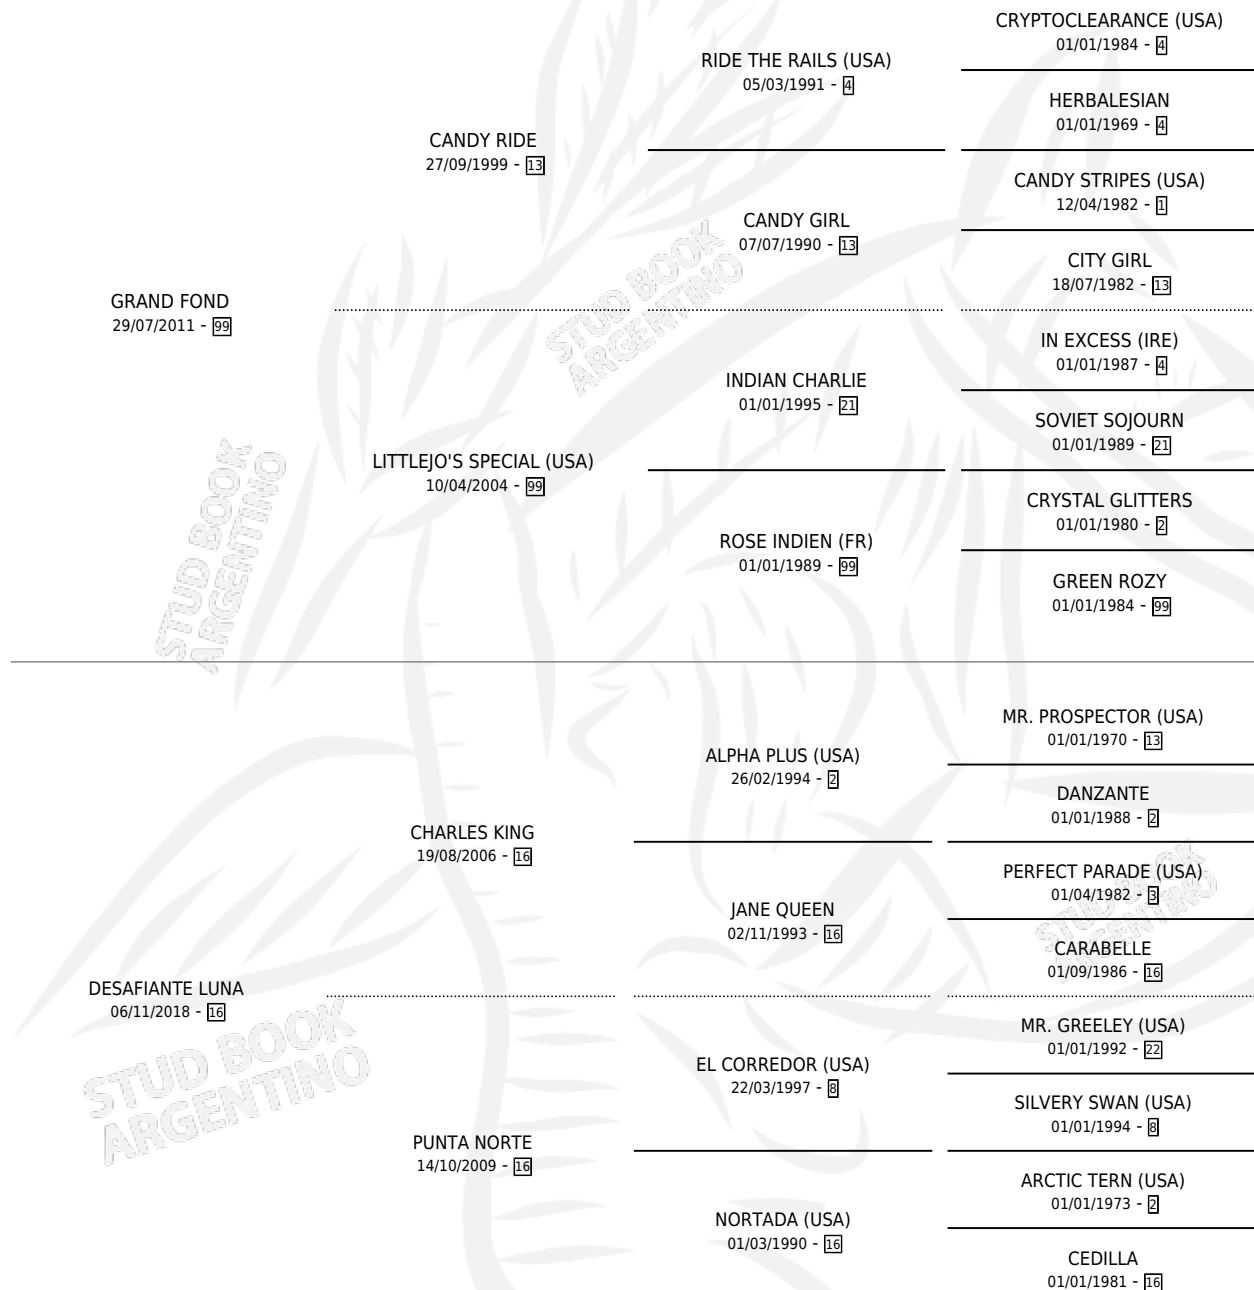 CRYPTOCLEARANCE (USA)
01/01/1984 - 4
RIDE THE RAILS (USA)
05/03/1991 - 4
HERBALESIAN
01/01/1969 - 4
CANDY RIDE
27/09/1999 - 13
CANDY STRIPES (USA)
12/04/1982 - 1
CANDY GIRL
07/07/1990 - 13
CITY GIRL
18/07/1982 - 13
GRAND FOND
29/07/2011 - 99
IN EXCESS (IRE)
01/01/1987 - 4
INDIAN CHARLIE
01/01/1995 - 21
SOVIET SOJOURN
01/01/1989 - 21
LITTLEJO'S SPECIAL (USA)
10/04/2004 - 99
CRYSTAL GLITTERS
01/01/1980 - 2
ROSE INDIEN (FR)
01/01/1989 - 99
GREEN ROZY
01/01/1984 - 99
STUD BOOK
ARGENTINO
STUD BOOK
ARGENTINO
MR. PROSPECTOR (USA)
01/01/1970 - 13
ALPHA PLUS (USA)
26/02/1994 - 2
DANZANTE
01/01/1988 - 2
CHARLES KING
19/08/2006 - 16
PERFECT PARADE (USA)
01/04/1982 - 3
JANE QUEEN
02/11/1993 - 16
CARABELLE
01/09/1986 - 16
STUD BOOK
ARGENTINO
DESAFIANTE LUNA
06/11/2018 - 16
MR. GREELEY (USA)
01/01/1992 - 22
EL CORREDOR (USA)
22/03/1997 - 8
SILVERY SWAN (USA)
01/01/1994 - 8
STUD BOOK
ARGENTINO
PUNTA NORTE
14/10/2009 - 16
ARCTIC TERN (USA)
01/01/1973 - 2
NORTADA (USA)
01/03/1990 - 16
CEDILLA
01/01/1981 - 16